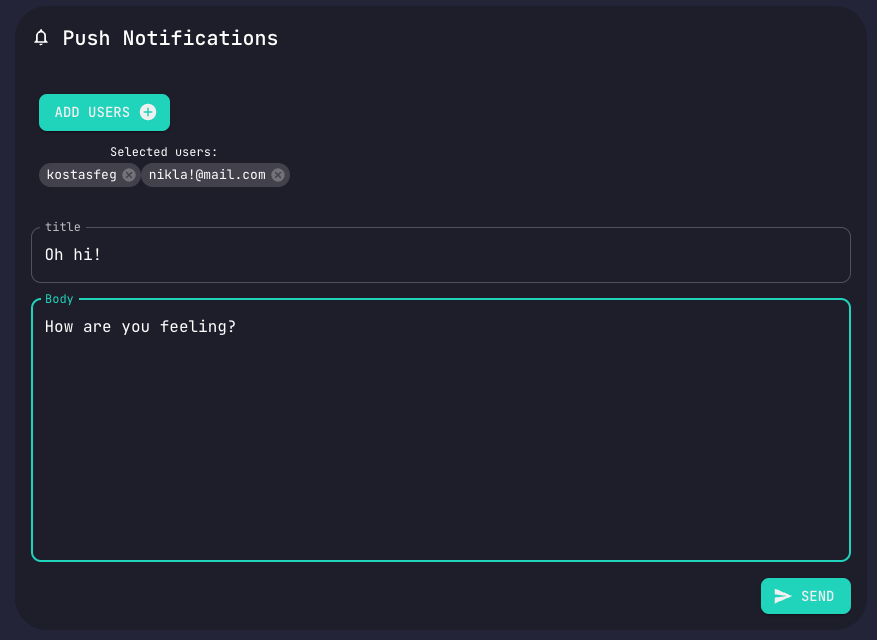 Push Notifications
ADD USERS
Selected users:
kostasfeg nikla!@mail.com
title
Oh hi!
Body
How are you feeling?
SEND